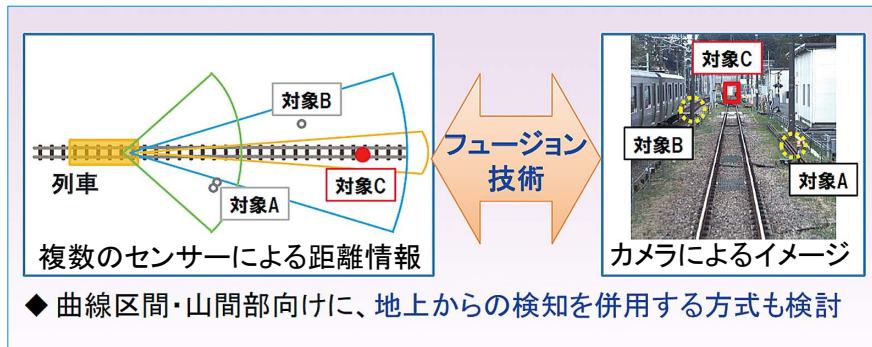 対象B
列車
対象C
対象A
複数のセンサーによる距離情報
フュージョン
技術
対象C
対象B
対象A
カメラによるイメージ
◆ 曲線区間・山間部向けに、地上からの検知を併用する方式も検討